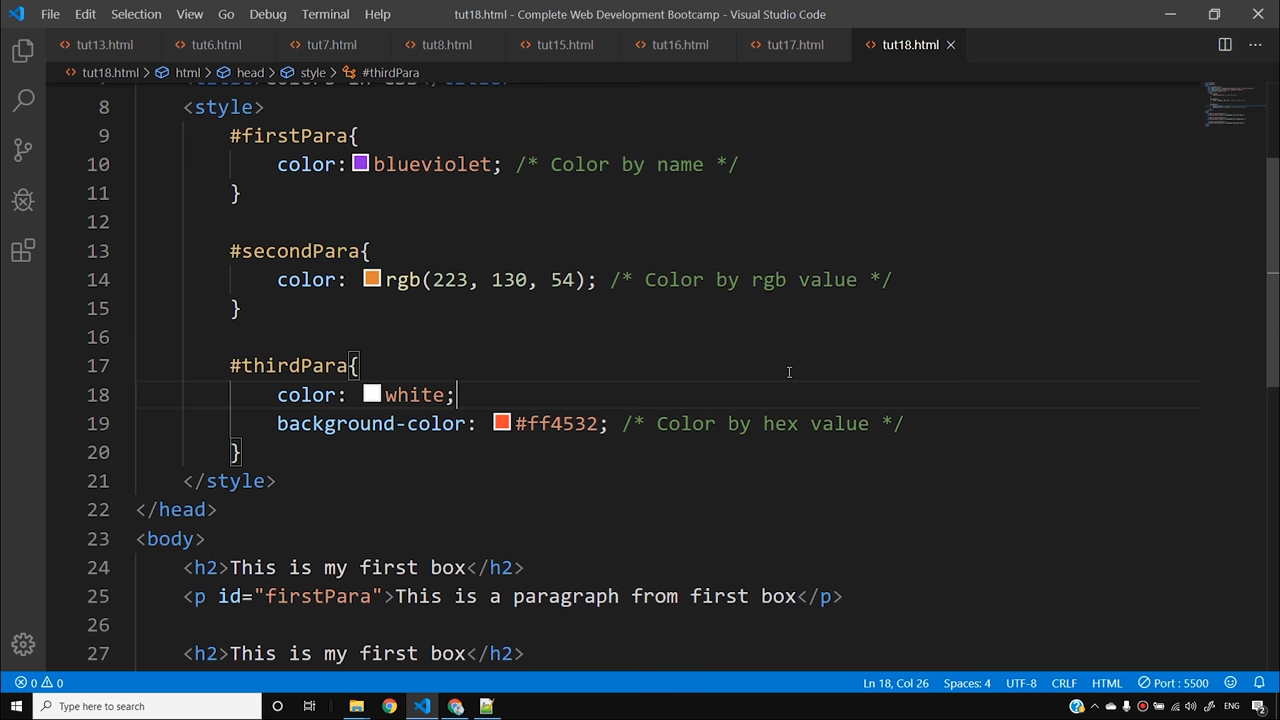 File Edit Selection View Go Debug Terminal Help tut18.html - Complete Web Development Bootcamp - Visual Studio Code
tut13.html tut6.html tut7.html tut8.html tut15.html tut16.html tut17.html tut18.html
tut18.html > html > head > style > #thirdPara
8 <style>
9 #firstPara{
10 color: blueviolet; /* Color by name */
11 }
12
13 #secondPara{
14 color: rgb(223, 130, 54); /* Color by rgb value */
15 }
16
17 #thirdPara{
18 color: white;
19 background-color: #ff4532; /* Color by hex value */
20 }
21 </style>
22 </head>
23 <body>
24 <h2>This is my first box</h2>
25 <p id="firstPara">This is a paragraph from first box</p>
26
27 <h2>This is my first box</h2>
0 0 Ln 18, Col 26 Spaces: 4 UTF-8 CRLF HTML Port : 5500
Type here to search ENG